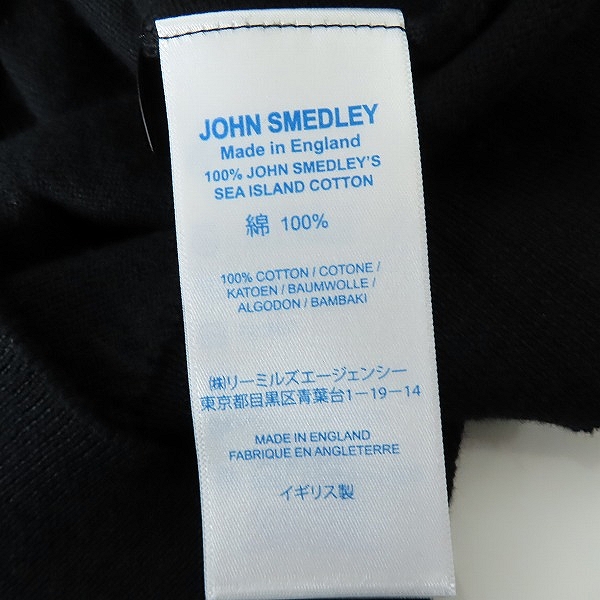 JOHN SMEDLEY
Made in England
100% JOHN SMEDLEY'S
SEA ISLAND COTTON
綿 100%
100% COTTON / COTONE /
KATOEN / BAUMWOLLE /
ALGODON / BAMBAKI
㈱リーミルズエージェンシー
東京都目黒区青葉台1-19-14
MADE IN ENGLAND
FABRIQUE EN ANGLETERRE
イギリス製